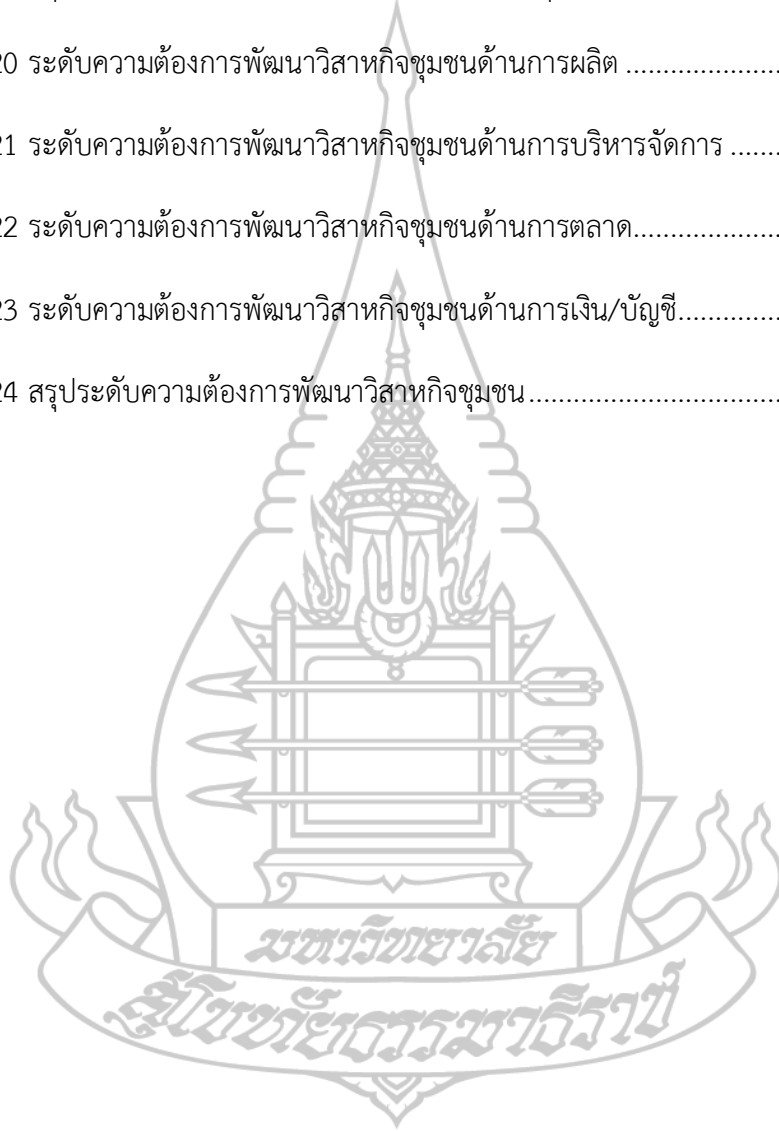 20 ระดับความต้องการพัฒนาวิสาหกิจชุมชนด้านการผลิต ......................
21 ระดับความต้องการพัฒนาวิสาหกิจชุมชนด้านการบริหารจัดการ .......
22 ระดับความต้องการพัฒนาวิสาหกิจชุมชนด้านการตลาด.....................
23 ระดับความต้องการพัฒนาวิสาหกิจชุมชนด้านการเงิน/บัญชี...............
24 สรุประดับความต้องการพัฒนาวิสาหกิจชุมชน...................................
มหาวิทยาลัย
สุโขทัยธรรมาธิราช